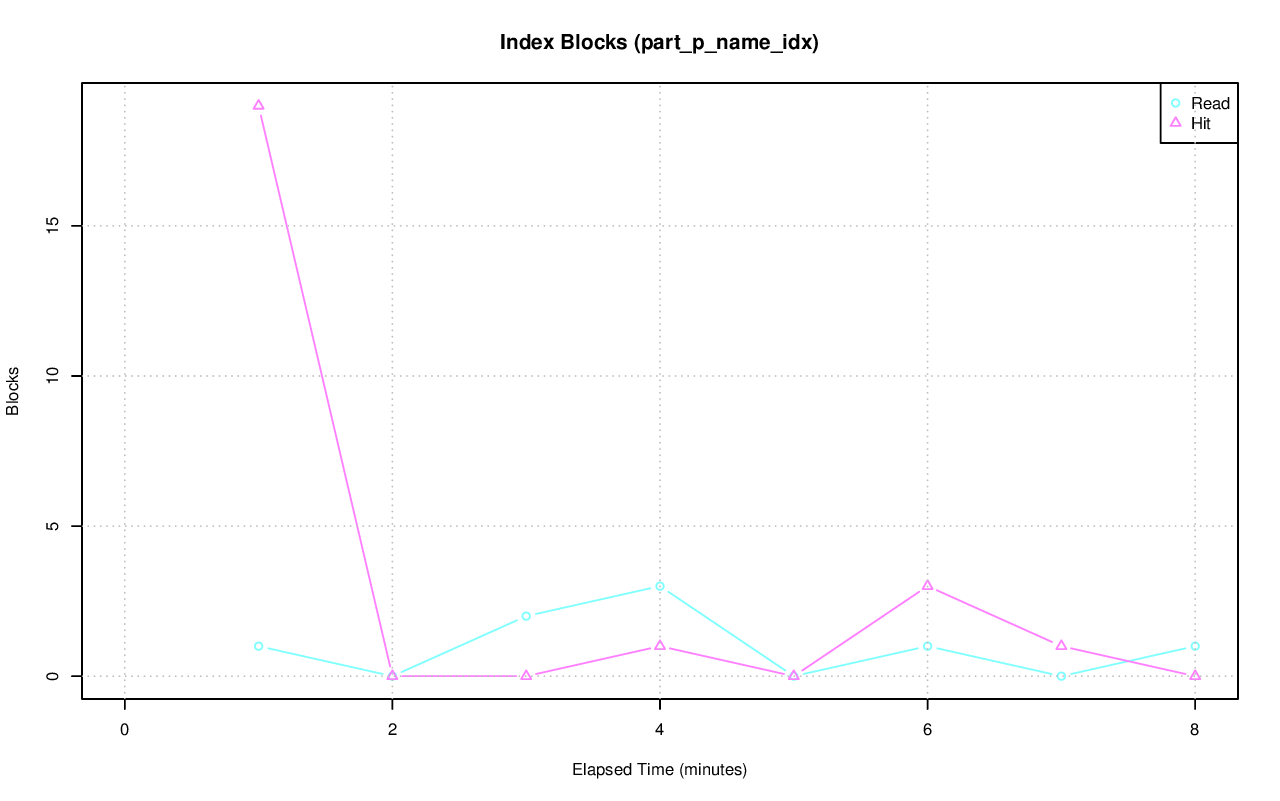 Index Blocks (part_p_name_idx)
Read
Hit
Blocks
15
10
5
0
0 2 4 6 8
Elapsed Time (minutes)